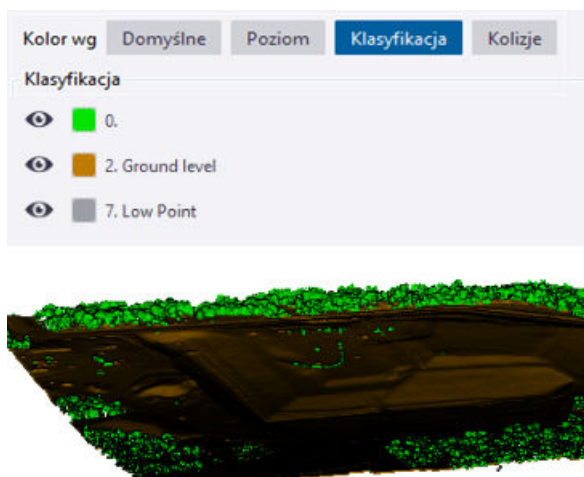 Kolor wg Domyślne Poziom Klasyfikacja Kolizje
Klasyfikacja
0.
2. Ground level
7. Low Point